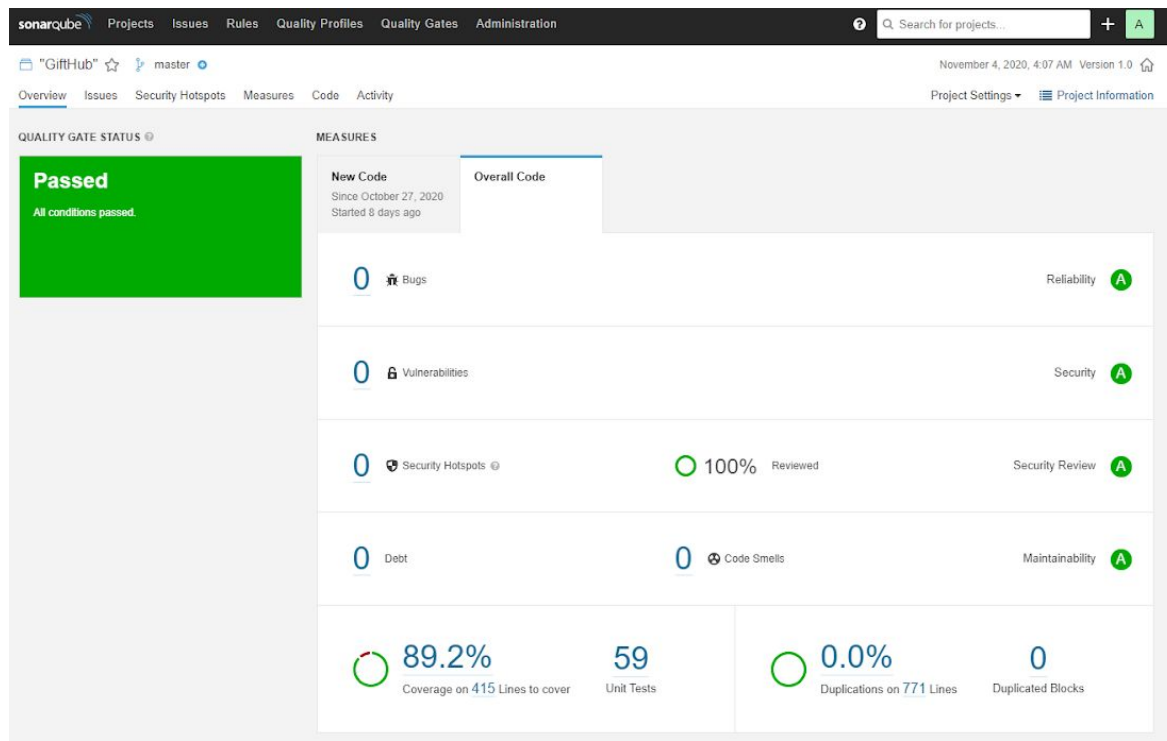 sonarqube Projects Issues Rules Quality Profiles Quality Gates Administration ? Search for projects... + A
"GiftHub" master November 4, 2020, 4:07 AM Version 1.0
Overview Issues Security Hotspots Measures Code Activity Project Settings Project Information
QUALITY GATE STATUS ? MEASURES
Passed
All conditions passed.
New Code
Since October 27, 2020
Started 8 days ago
Overall Code
0 Bugs Reliability A
0 Vulnerabilities Security A
0 Security Hotspots ? 100% Reviewed Security Review A
0 Debt 0 Code Smells Maintainability A
89.2%
Coverage on 415 Lines to cover
59
Unit Tests
0.0%
Duplications on 771 Lines
0
Duplicated Blocks